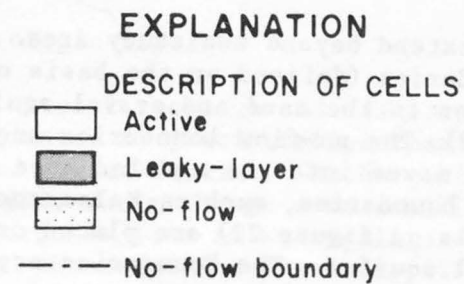 EXPLANATION
DESCRIPTION OF CELLS
Active
Leaky-layer
No-flow
No-flow boundary